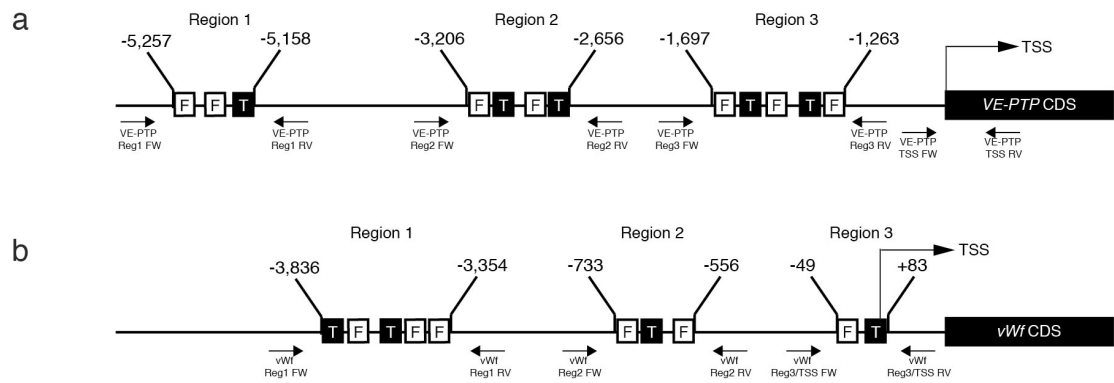 a
Region 1
Region 2
Region 3
-5,257
-5,158
-3,206
-2,656
-1,697
-1,263
TSS
F F T
F T F T
F T F T F
VE-PTP CDS
VE-PTP
Reg1 FW
VE-PTP
Reg1 RV
VE-PTP
Reg2 FW
VE-PTP
Reg2 RV
VE-PTP
Reg3 FW
VE-PTP
Reg3 RV
VE-PTP
TSS FW
VE-PTP
TSS RV
b
Region 1
Region 2
Region 3
-3,836
-3,354
-733
-556
-49
+83
TSS
T F T F F
F T F
F T
vWf CDS
vWf
Reg1 FW
vWf
Reg1 RV
vWf
Reg2 FW
vWf
Reg2 RV
vWf
Reg3/TSS FW
vWf
Reg3/TSS RV